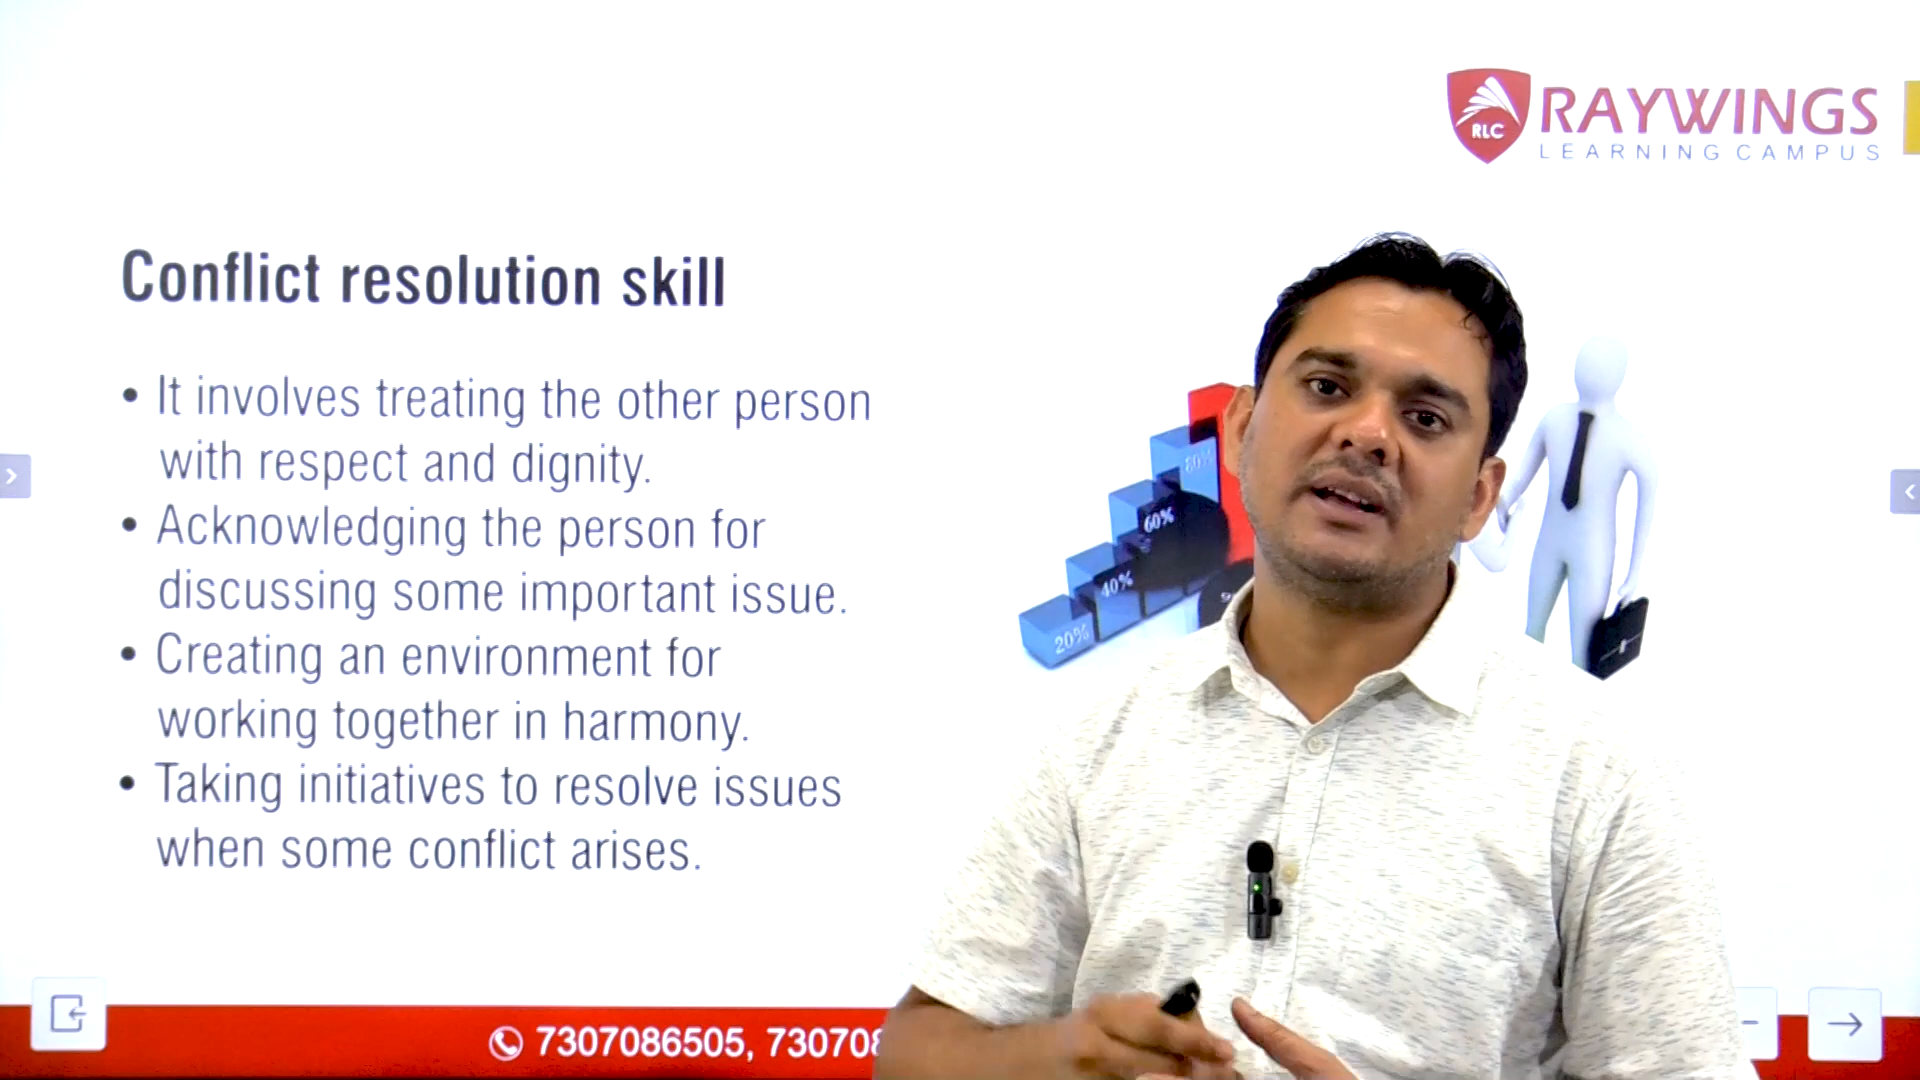 RLC
RAYWINGS
LEARNING CAMPUS
Conflict resolution skill
• It involves treating the other person
with respect and dignity.
• Acknowledging the person for
discussing some important issue.
• Creating an environment for
working together in harmony.
• Taking initiatives to resolve issues
when some conflict arises.
80%
60%
40%
20%
7307086505, 73070